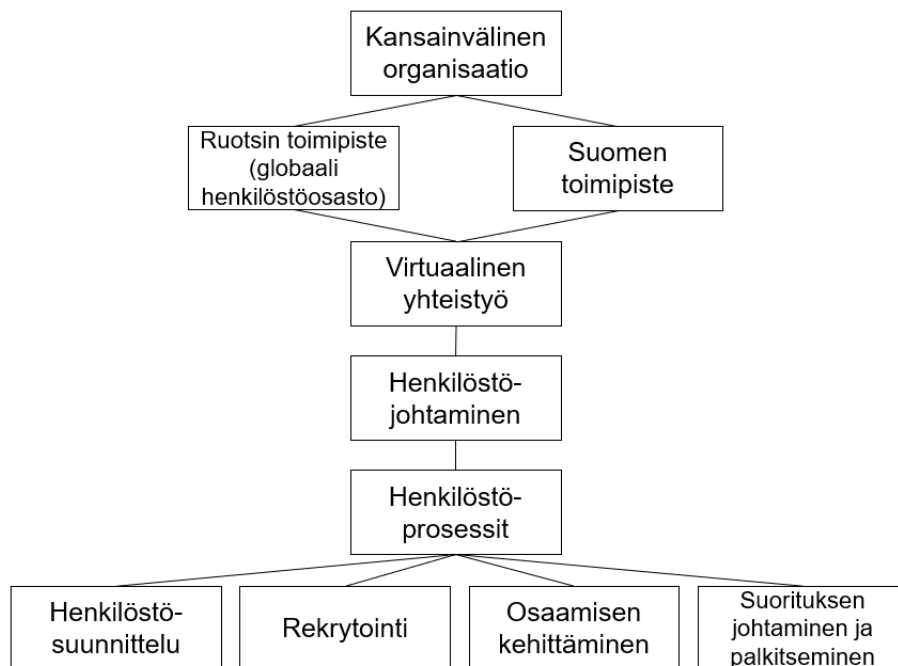 Kansainvälinen
organisaatio
Ruotsin toimipiste
(globaali
henkilöstöosasto)
Suomen
toimipiste
Virtuaalinen
yhteistyö
Henkilöstö-
johtaminen
Henkilöstö-
prosessit
Henkilöstö-
suunnittelu
Rekrytointi
Osaamisen
kehittäminen
Suorituksen
johtaminen ja
palkitseminen